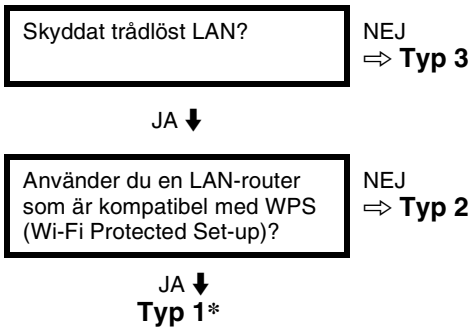 Skyddat trådlöst LAN?
NEJ
⇨ Typ 3
JA ⬇
Använder du en LAN-router
som är kompatibel med WPS
(Wi-Fi Protected Set-up)?
NEJ
⇨ Typ 2
JA ⬇
Typ 1*